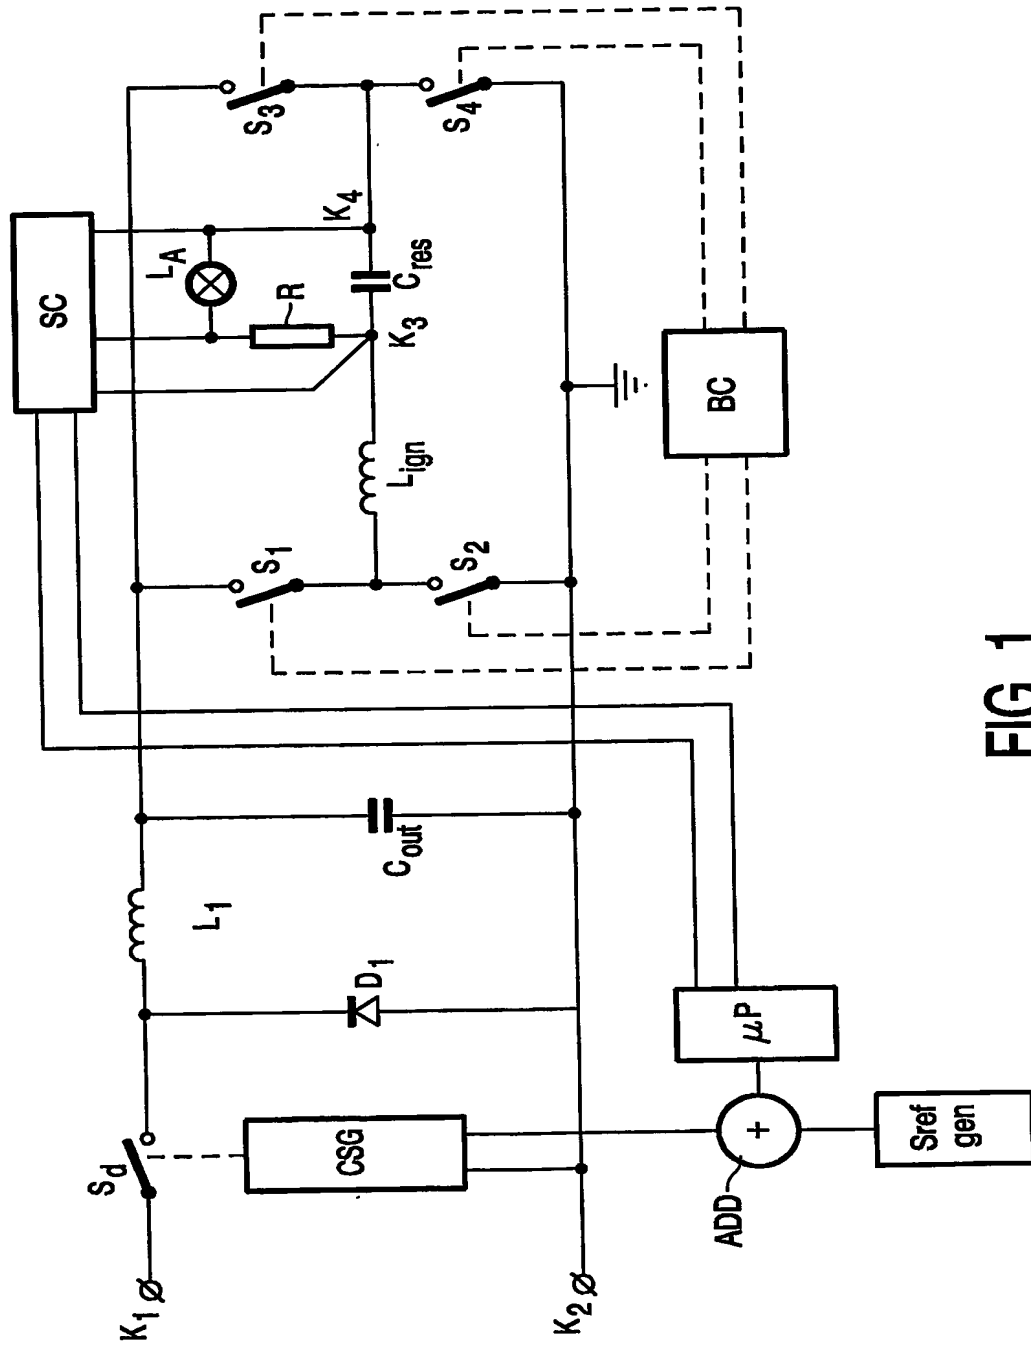 K1
Sd
CSG
K2
ADD
+
Sref
gen
μP
D1
L1
Cout
S1
S2
Lign
SC
LA
R
K3
Cres
K4
S3
S4
BC
FIG. 1